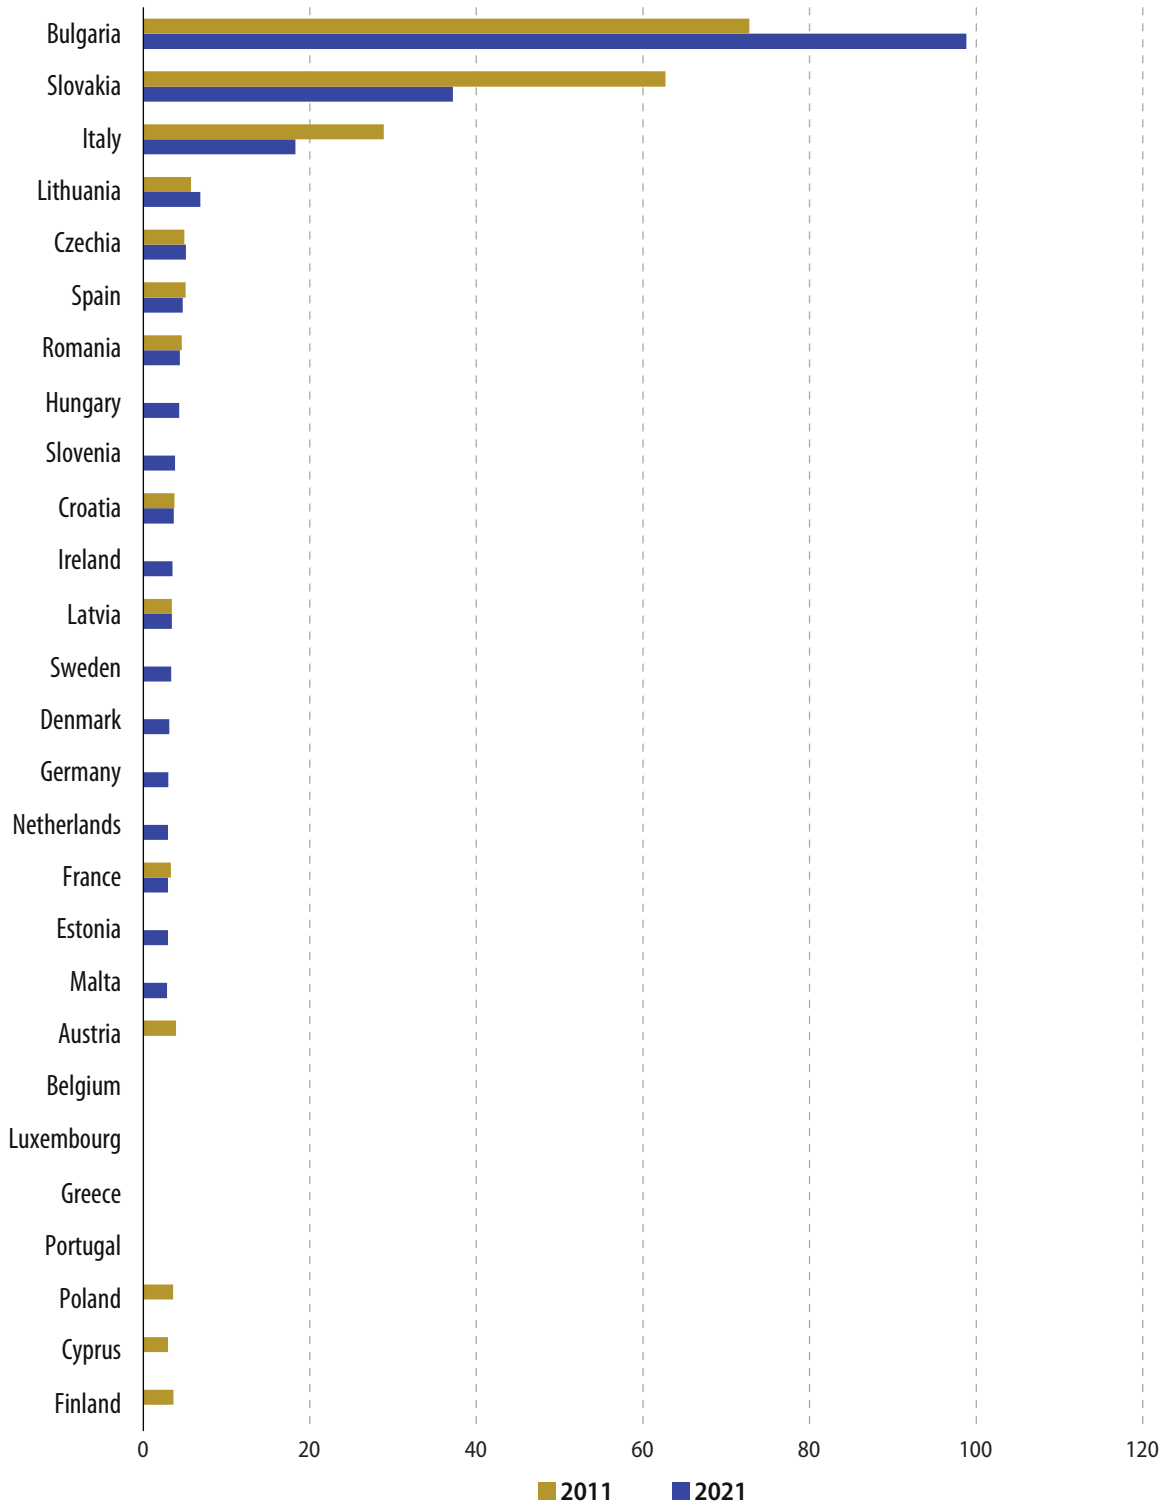 Bulgaria
Slovakia
Italy
Lithuania
Czechia
Spain
Romania
Hungary
Slovenia
Croatia
Ireland
Latvia
Sweden
Denmark
Germany
Netherlands
France
Estonia
Malta
Austria
Belgium
Luxembourg
Greece
Portugal
Poland
Cyprus
Finland
0 20 40 60 80 100 120
2011 2021